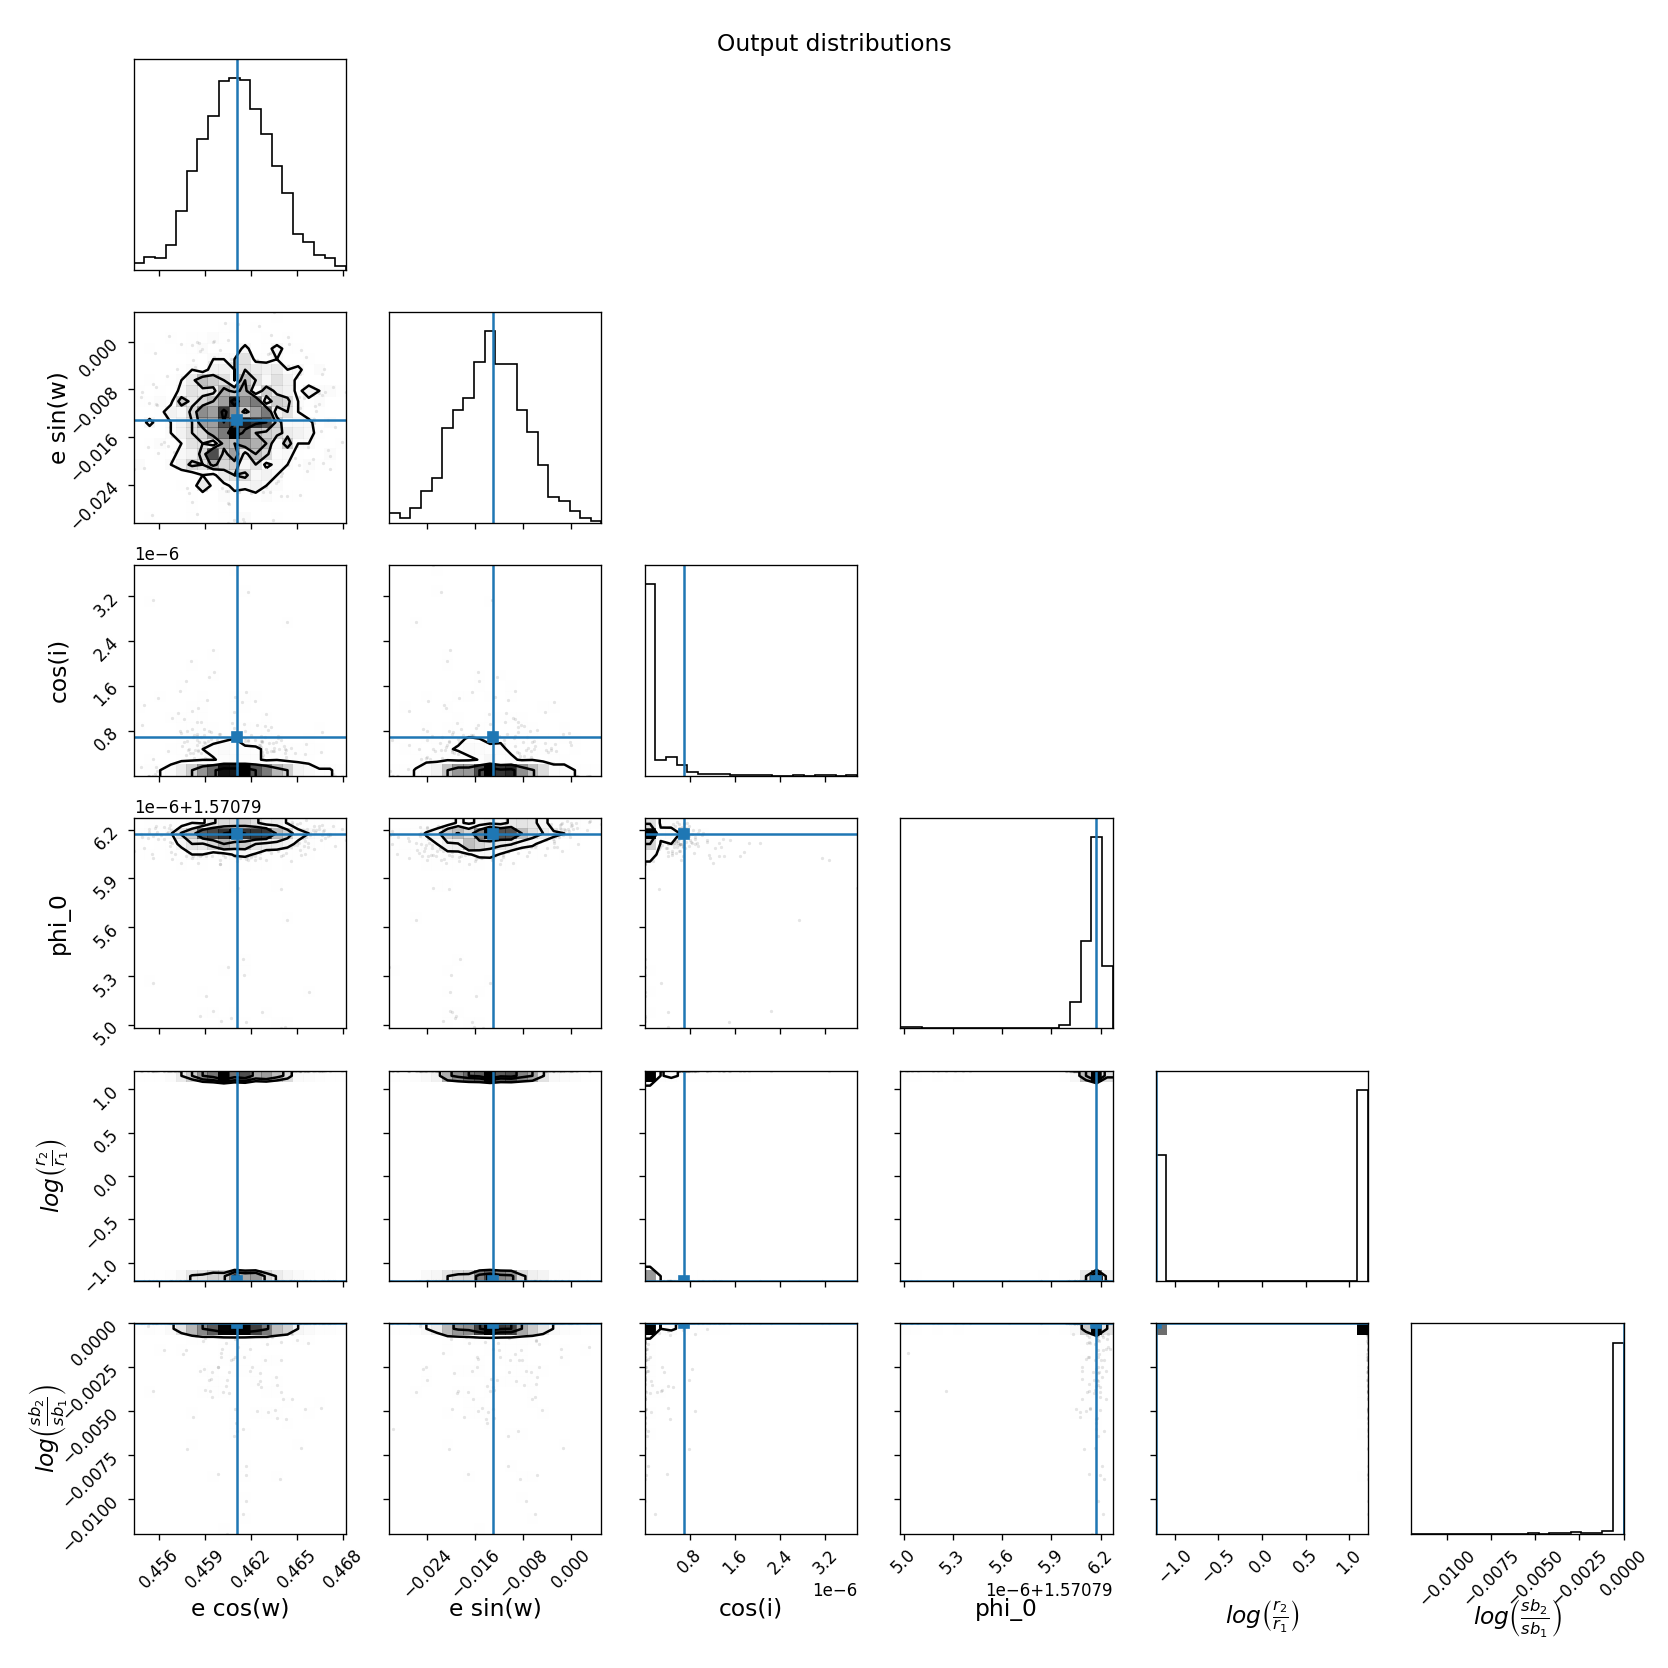 Output distributions
e sin(w)
0.000
−0.008
−0.016
−0.024
1e−6
cos(i)
3.2
2.4
1.6
0.8
1e−6+1.57079
phi_0
6.2
5.9
5.6
5.3
5.0
log(r₂/r₁)
1.0
0.5
0.0
−0.5
−1.0
log(sb₂/sb₁)
0.0000
−0.0025
−0.0050
−0.0075
−0.0100
0.456 0.459 0.462 0.465 0.468
e cos(w)
−0.024 −0.016 −0.008 0.000
e sin(w)
0.8 1.6 2.4 3.2
1e−6
cos(i)
5.0 5.3 5.6 5.9 6.2
1e−6+1.57079
phi_0
−1.0 −0.5 0.0 0.5 1.0
log(r₂/r₁)
−0.0100 −0.0075 −0.0050 −0.0025 0.0000
log(sb₂/sb₁)